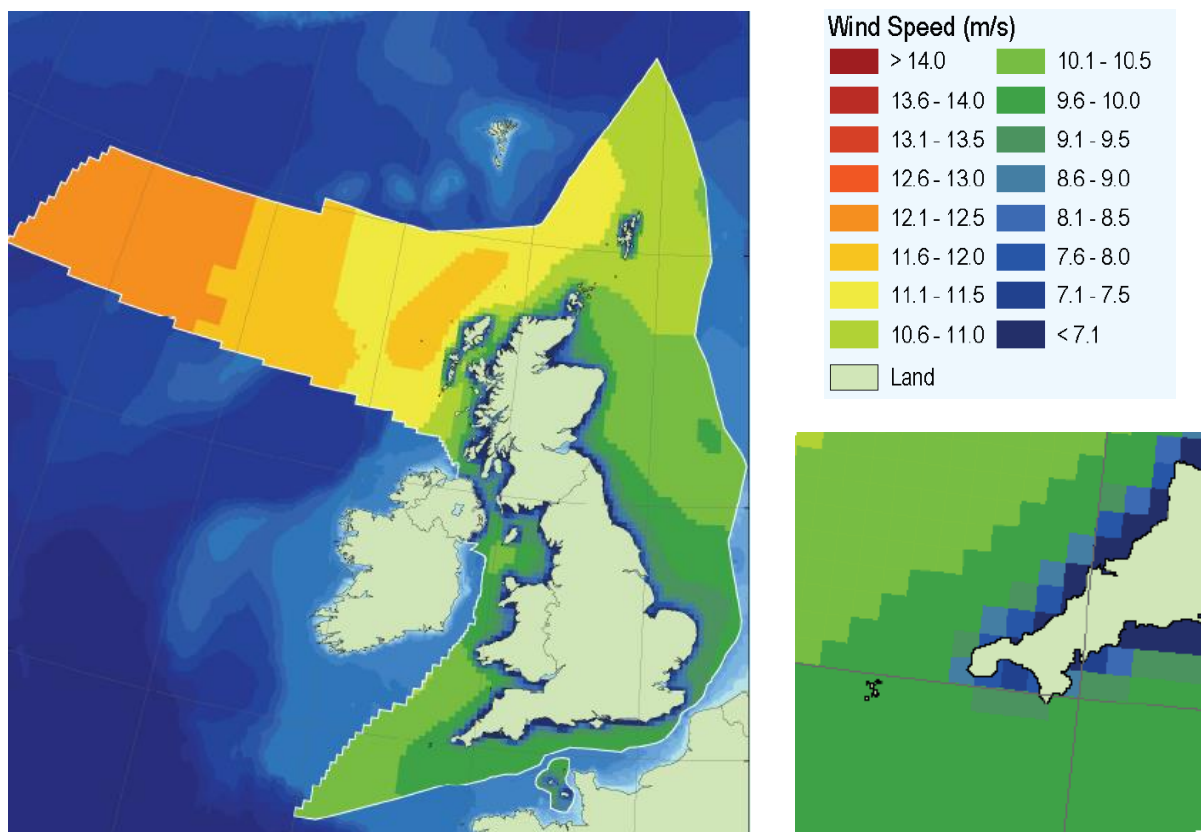 Wind Speed (m/s)
> 14.0
13.6 - 14.0
13.1 - 13.5
12.6 - 13.0
12.1 - 12.5
11.6 - 12.0
11.1 - 11.5
10.6 - 11.0
10.1 - 10.5
9.6 - 10.0
9.1 - 9.5
8.6 - 9.0
8.1 - 8.5
7.6 - 8.0
7.1 - 7.5
< 7.1
Land